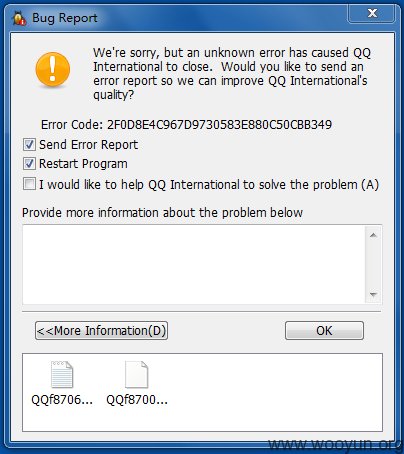 Bug Report
We're sorry, but an unknown error has caused QQ
International to close. Would you like to send an
error report so we can improve QQ International's
quality?
Error Code: 2F0D8E4C967D9730583E880C50CBB349
Send Error Report
Restart Program
I would like to help QQ International to solve the problem (A)
Provide more information about the problem below
<<More Information(D)
OK
QQf8706... QQf8700...
www.wooyun.org